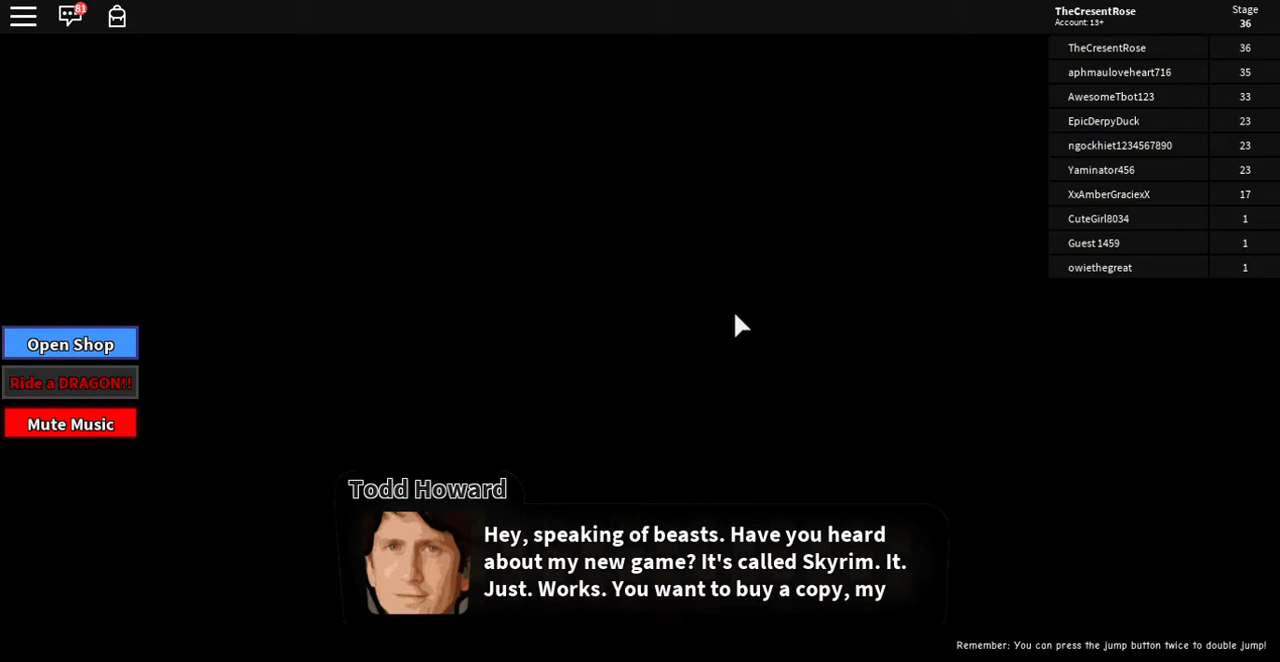 81
TheCresentRose
Account: 13+
Stage
36
TheCresentRose 36
aphmauloveheart716 35
AwesomeTbot123 33
EpicDerpyDuck 23
ngockhiet1234567890 23
Yaminator456 23
XxAmberGraciexX 17
CuteGirl8034 1
Guest 1459 1
owiethegreat 1
Open Shop
Ride a DRAGON!!
Mute Music
Todd Howard
Hey, speaking of beasts. Have you heard
about my new game? It's called Skyrim. It.
Just. Works. You want to buy a copy, my
Remember: You can press the jump button twice to double jump!